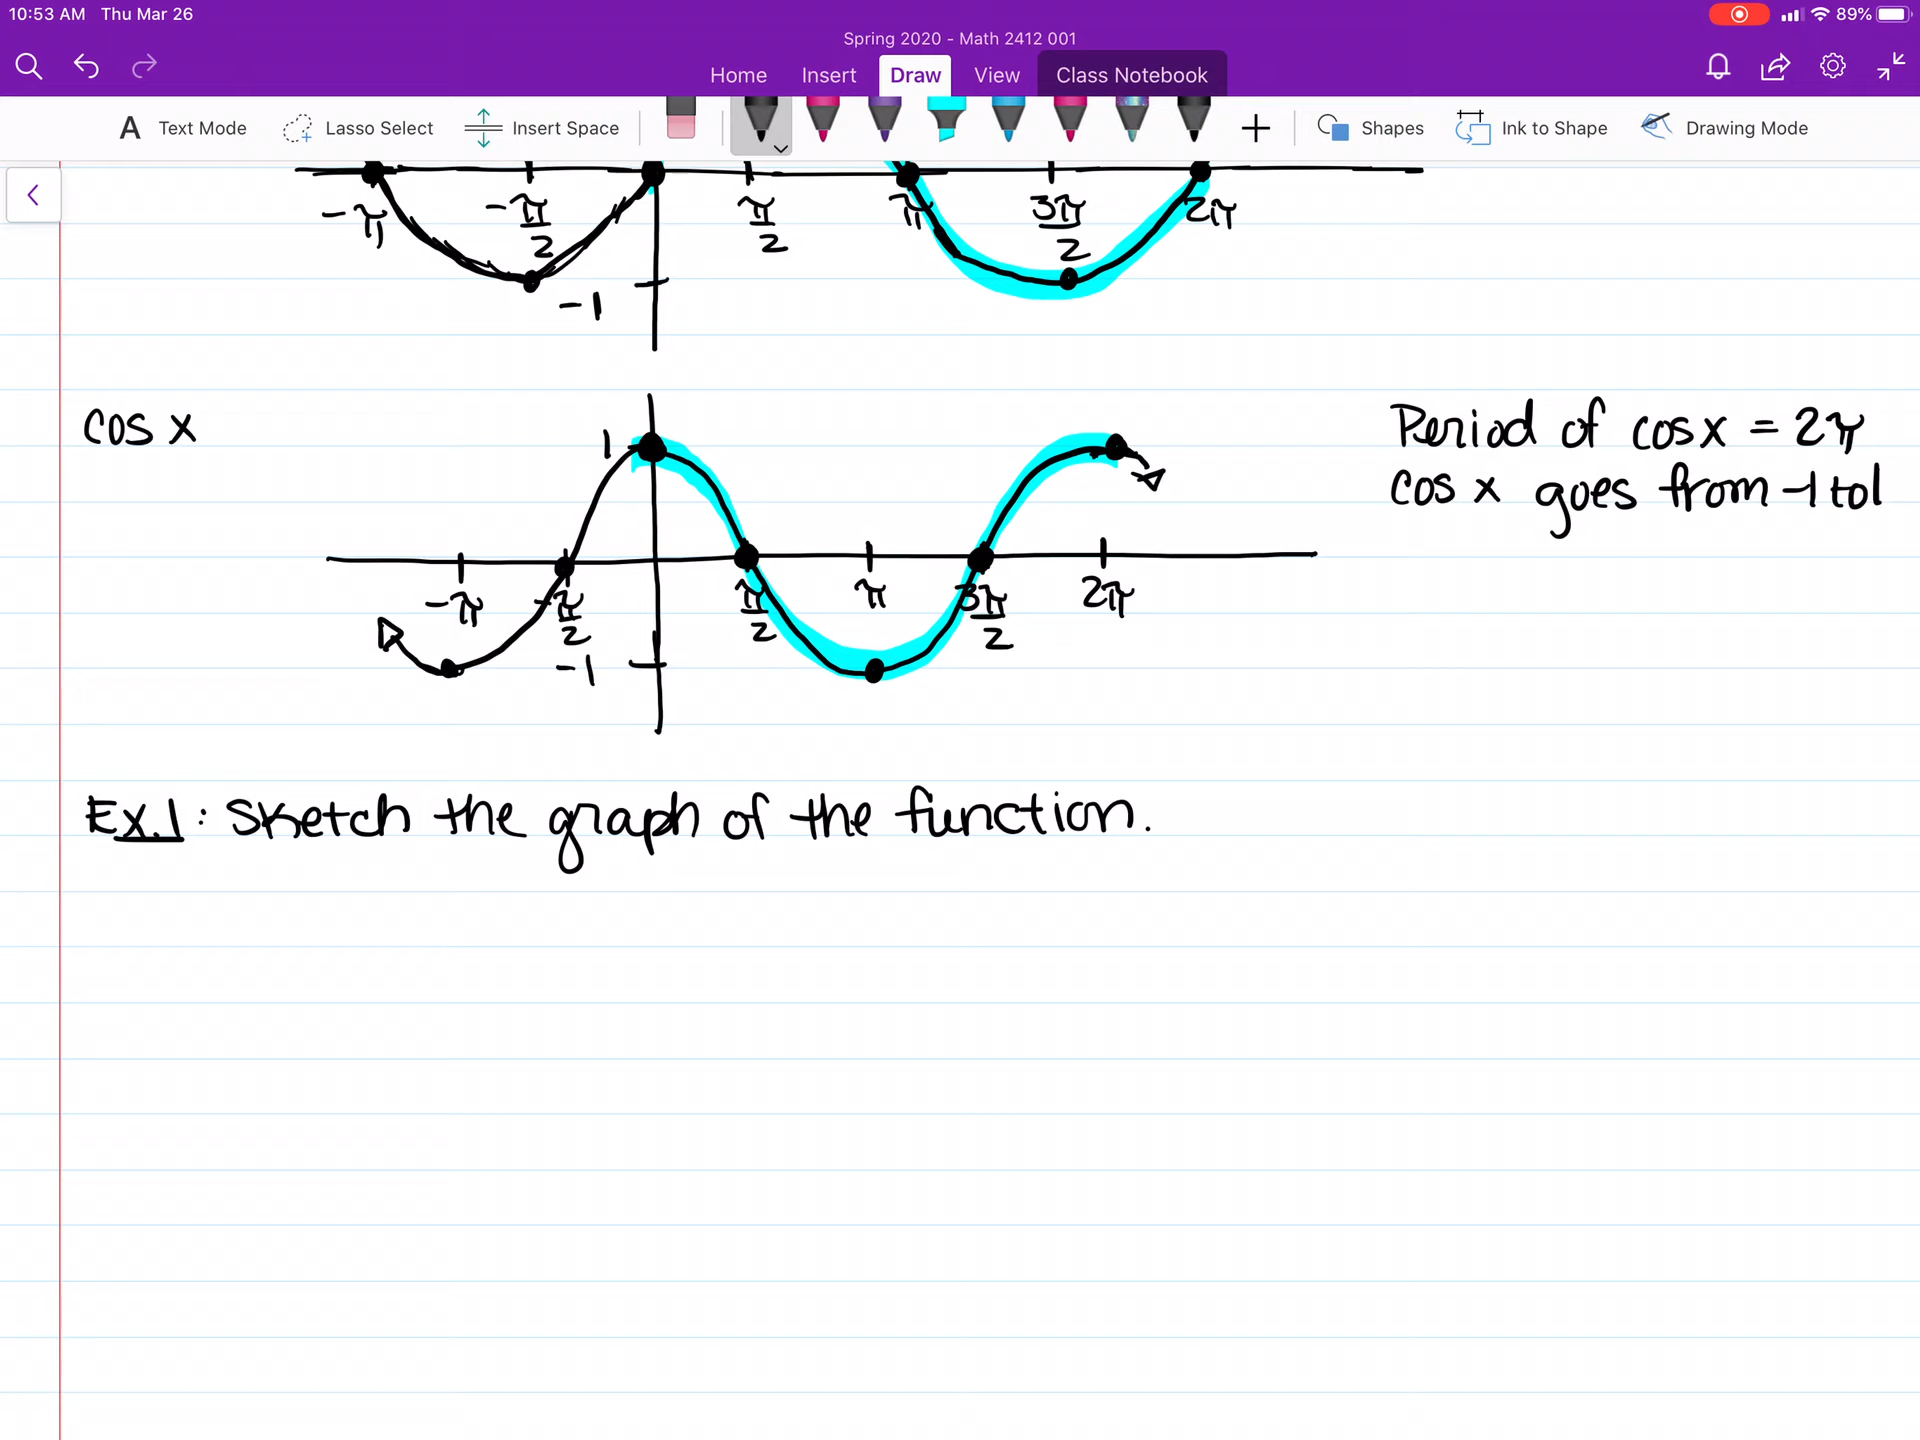 10:53 AM Thu Mar 26
89%
Spring 2020 - Math 2412 001
Home Insert Draw View Class Notebook
A Text Mode Lasso Select Insert Space Shapes Ink to Shape Drawing Mode
-π -π/2 π/2 π 3π/2 2π
-1
cos x
1
Period of cos x = 2π
cos x goes from -1 to 1
-π -π/2 π/2 π 3π/2 2π
-1
Ex.1: Sketch the graph of the function.